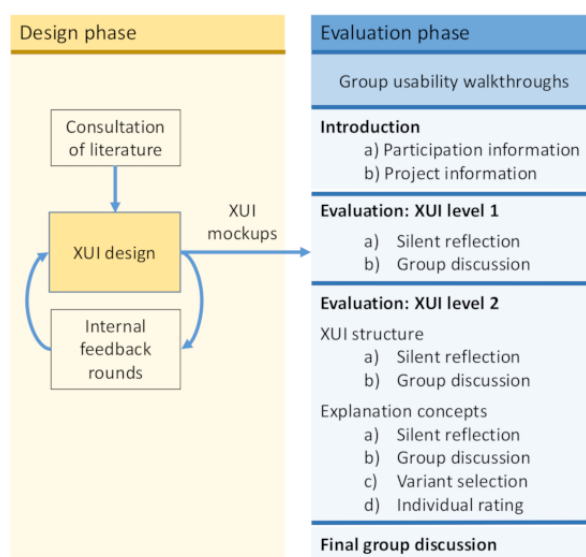 Design phase
Consultation
of literature
XUI design
Internal
feedback
rounds
XUI
mockups
Evaluation phase
Group usability walkthroughs
Introduction
a) Participation information
b) Project information
Evaluation: XUI level 1
a) Silent reflection
b) Group discussion
Evaluation: XUI level 2
XUI structure
a) Silent reflection
b) Group discussion
Explanation concepts
a) Silent reflection
b) Group discussion
c) Variant selection
d) Individual rating
Final group discussion